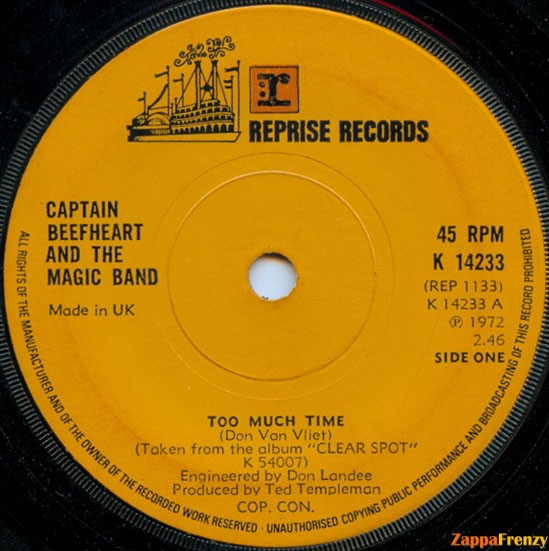 r
REPRISE RECORDS
CAPTAIN
BEEFHEART
AND THE
MAGIC BAND
Made in UK
45 RPM
K 14233
(REP 1133)
K 14233 A
℗ 1972
2.46
SIDE ONE
TOO MUCH TIME
(Don Van Vliet)
(Taken from the album "CLEAR SPOT"
K 54007)
Engineered by Don Landee
Produced by Ted Templeman
COP. CON.
ALL RIGHTS OF THE MANUFACTURER AND OF THE OWNER OF THE RECORDED WORK RESERVED · UNAUTHORISED COPYING PUBLIC PERFORMANCE AND BROADCASTING OF THIS RECORD PROHIBITED
ZappaFrenzy